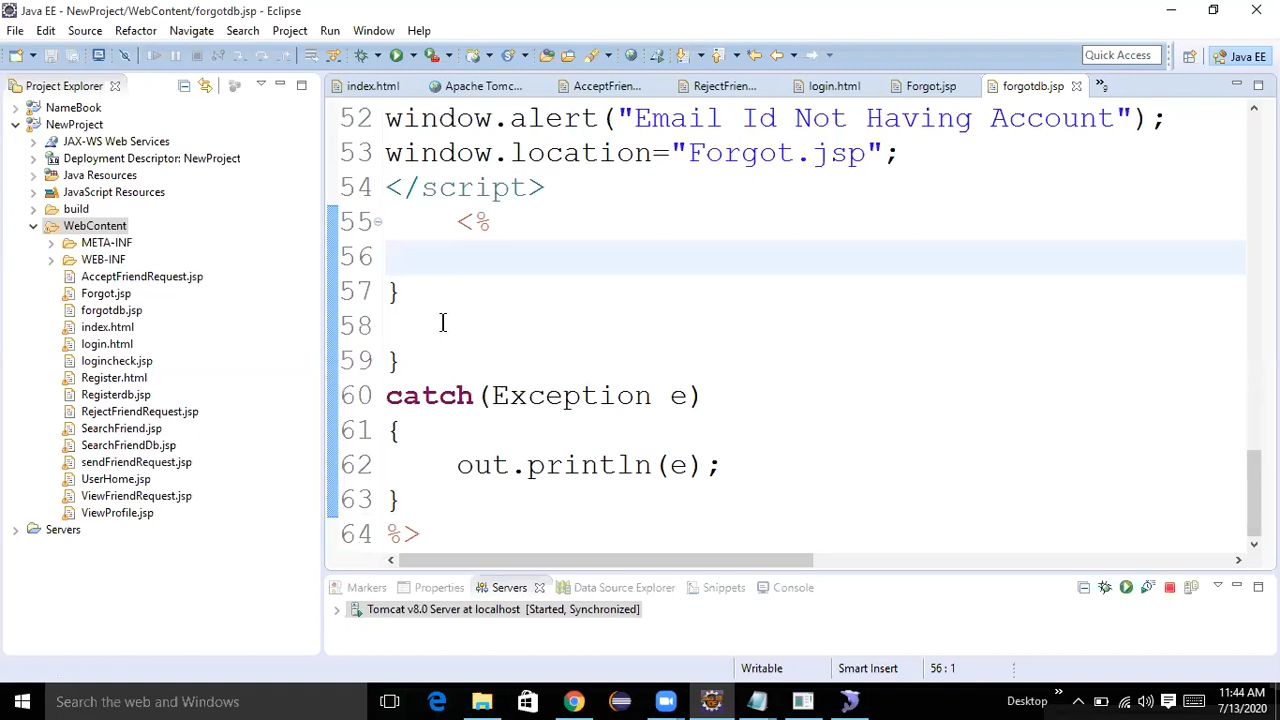 Java EE - NewProject/WebContent/forgotdb.jsp - Eclipse
File Edit Source Refactor Navigate Search Project Run Window Help
Quick Access
Java EE
Project Explorer
NameBook
NewProject
JAX-WS Web Services
Deployment Descriptor: NewProject
Java Resources
JavaScript Resources
build
WebContent
META-INF
WEB-INF
AcceptFriendRequest.jsp
Forgot.jsp
forgotdb.jsp
index.html
login.html
logincheck.jsp
Register.html
Registerdb.jsp
RejectFriendRequest.jsp
SearchFriend.jsp
SearchFriendDb.jsp
sendFriendRequest.jsp
UserHome.jsp
ViewFriendRequest.jsp
ViewProfile.jsp
Servers
index.html Apache Tomc... AcceptFrien... RejectFrien... login.html Forgot.jsp forgotdb.jsp »9
52 window.alert("Email Id Not Having Account");
53 window.location="Forgot.jsp";
54 </script>
55 <%
56
57 }
58
59 }
60 catch(Exception e)
61 {
62 out.println(e);
63 }
64 %>
Markers Properties Servers Data Source Explorer Snippets Console
Tomcat v8.0 Server at localhost [Started, Synchronized]
Writable Smart Insert 56 : 1
Search the web and Windows
Desktop »
11:44 AM
7/13/2020